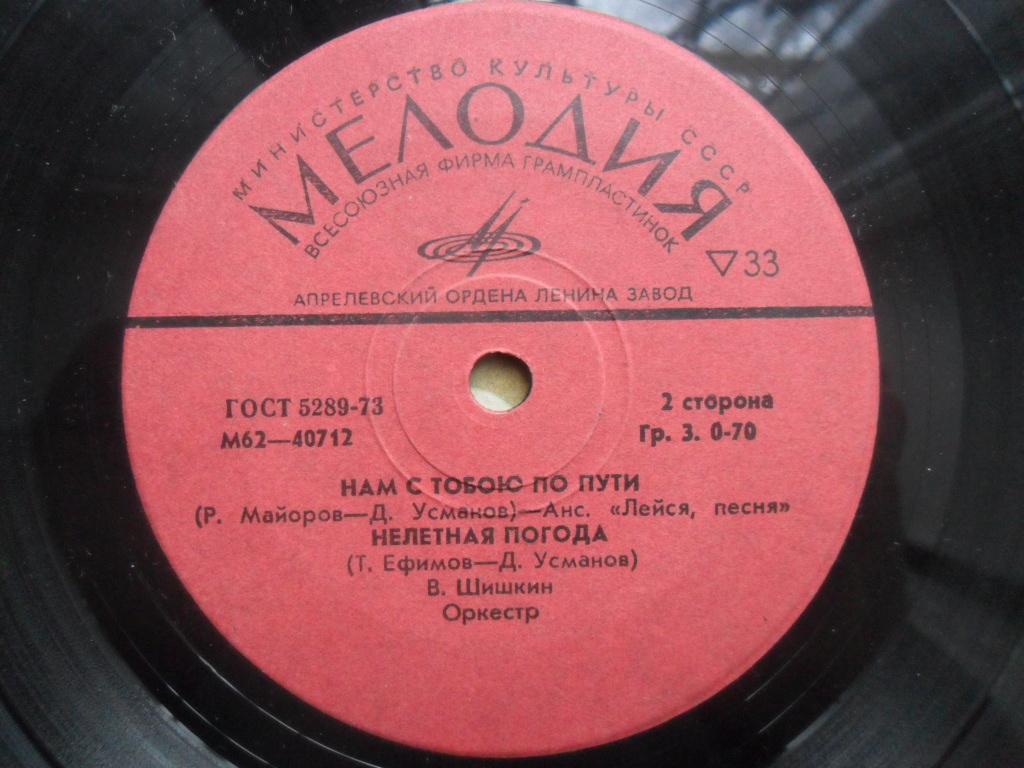 МИНИСТЕРСТВО КУЛЬТУРЫ СССР
МЕЛОДИЯ
ВСЕСОЮЗНАЯ ФИРМА ГРАМПЛАСТИНОК
▽33
АПРЕЛЕВСКИЙ ОРДЕНА ЛЕНИНА ЗАВОД
ГОСТ 5289-73
М62—40712
2 сторона
Гр. 3. 0-70
НАМ С ТОБОЮ ПО ПУТИ
(Р. Майоров—Д. Усманов)—Анс. «Лейся, песня»
НЕЛЕТНАЯ ПОГОДА
(Т. Ефимов—Д. Усманов)
В. Шишкин
Оркестр